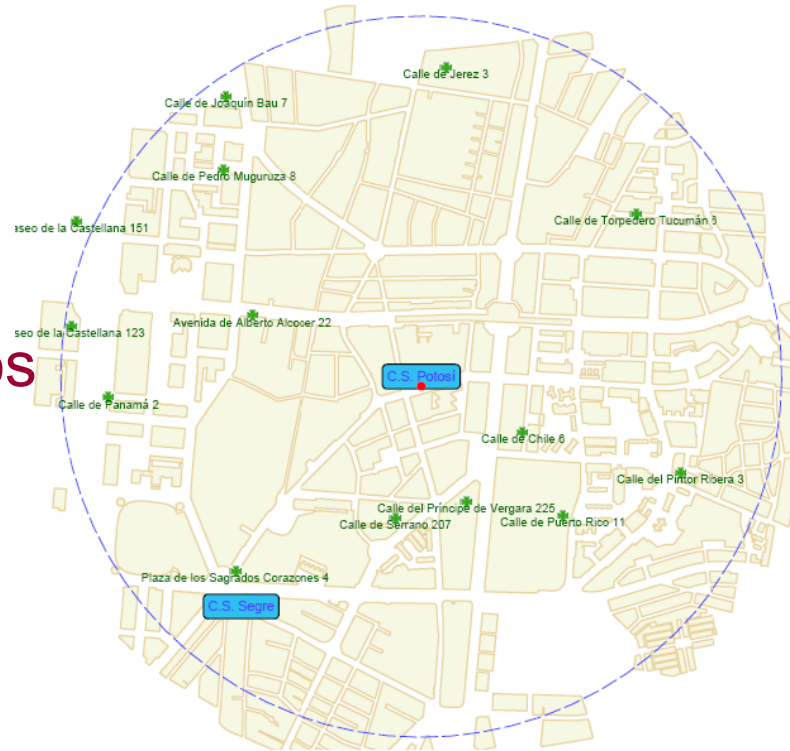 Calle de Jerez 3
Calle de Joaquín Bau 7
Calle de Pedro Muguruza 8
aseo de la Castellana 151
Calle de Torpedero Tucumán 6
Avenida de Alberto Alcocer 22
seo de la Castellana 123
os
C.S. Potosí
Calle de Panamá 2
Calle de Chile 6
Calle del Pintor Ribera 3
Calle del Príncipe de Vergara 225
Calle de Serrano 207
Calle de Puerto Rico 11
Plaza de los Sagrados Corazones 4
C.S. Segre